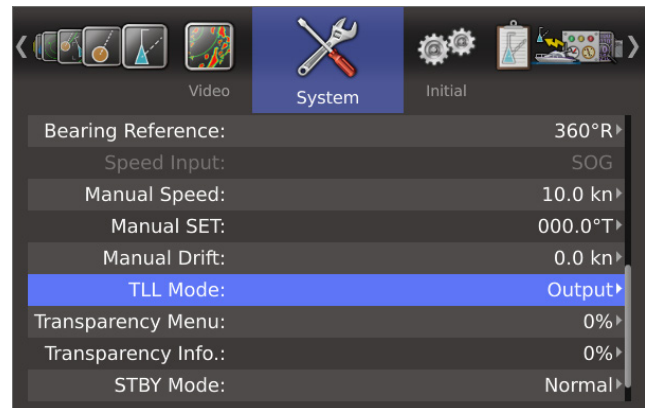 Video
System
Initial
Bearing Reference: 360°R
Speed Input: SOG
Manual Speed: 10.0 kn
Manual SET: 000.0°T
Manual Drift: 0.0 kn
TLL Mode: Output
Transparency Menu: 0%
Transparency Info.: 0%
STBY Mode: Normal